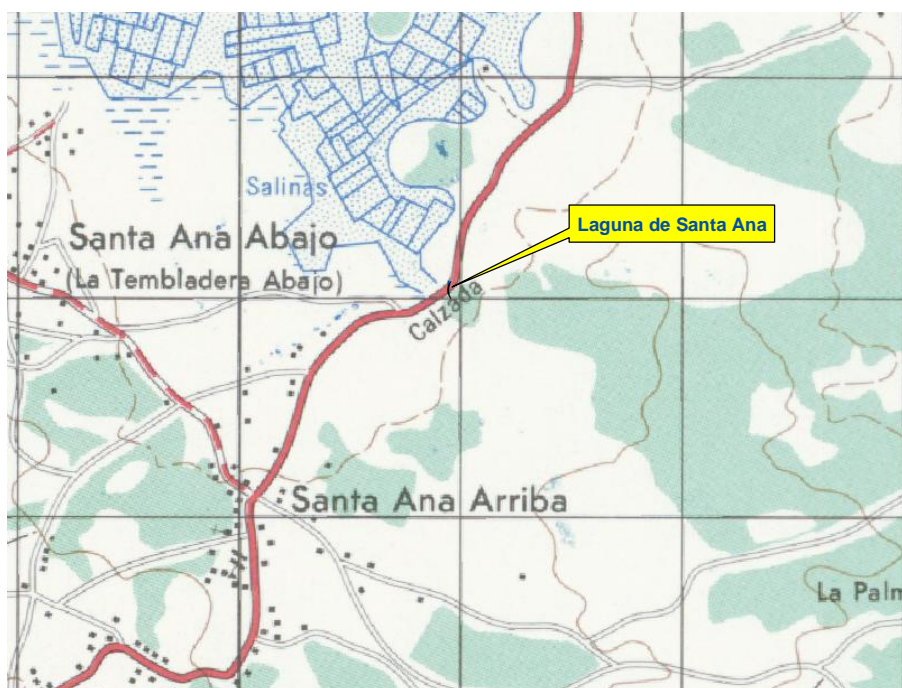 Salinas
Laguna de Santa Ana
Santa Ana Abajo
(La Tembladera Abajo)
Calzada
Santa Ana Arriba
La Palm